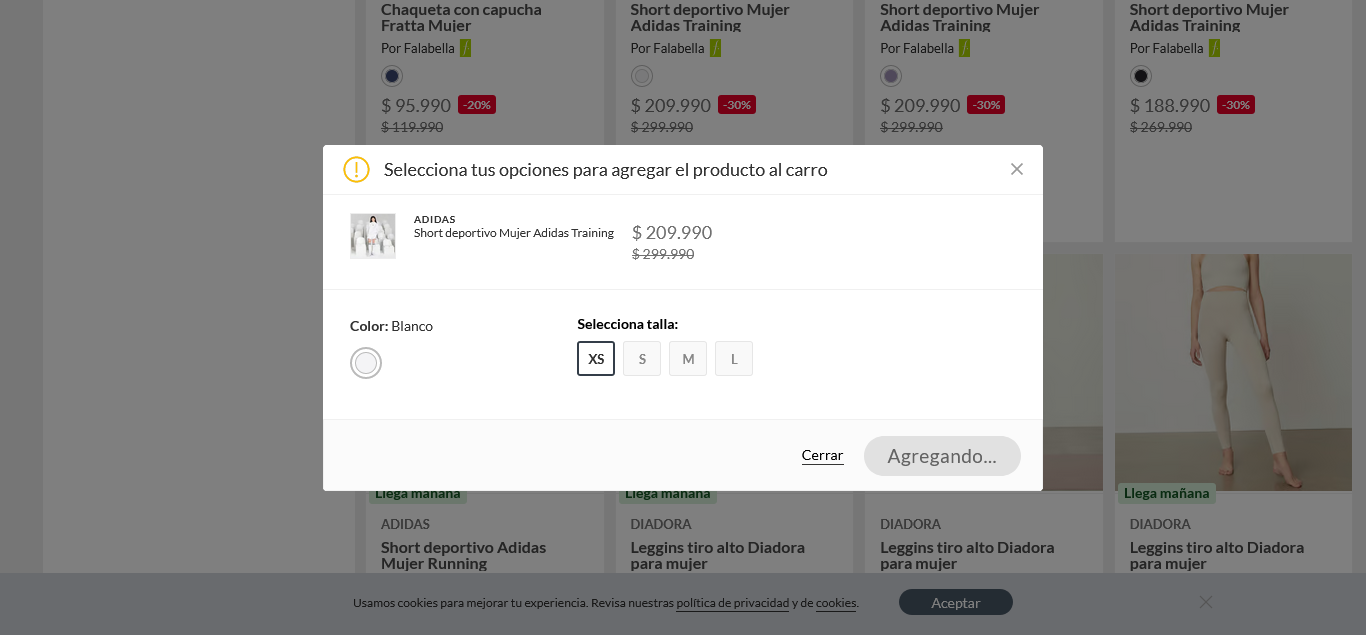 Chaqueta con capucha
Fratta Mujer
Por Falabella
$ 95.990 -20%
$ 119.990
Short deportivo Mujer
Adidas Training
Por Falabella
$ 209.990 -30%
$ 299.990
Short deportivo Mujer
Adidas Training
Por Falabella
$ 209.990 -30%
$ 299.990
Short deportivo Mujer
Adidas Training
Por Falabella
$ 188.990 -30%
$ 269.990
Selecciona tus opciones para agregar el producto al carro
ADIDAS
Short deportivo Mujer Adidas Training
$ 209.990
$ 299.990
Color: Blanco
Selecciona talla:
XS S M L
Cerrar
Agregando...
Llega mañana
ADIDAS
Short deportivo Adidas
Mujer Running
Llega mañana
DIADORA
Leggins tiro alto Diadora
para mujer
DIADORA
Leggins tiro alto Diadora
para mujer
Llega mañana
DIADORA
Leggins tiro alto Diadora
para mujer
Usamos cookies para mejorar tu experiencia. Revisa nuestras política de privacidad y de cookies.
Aceptar